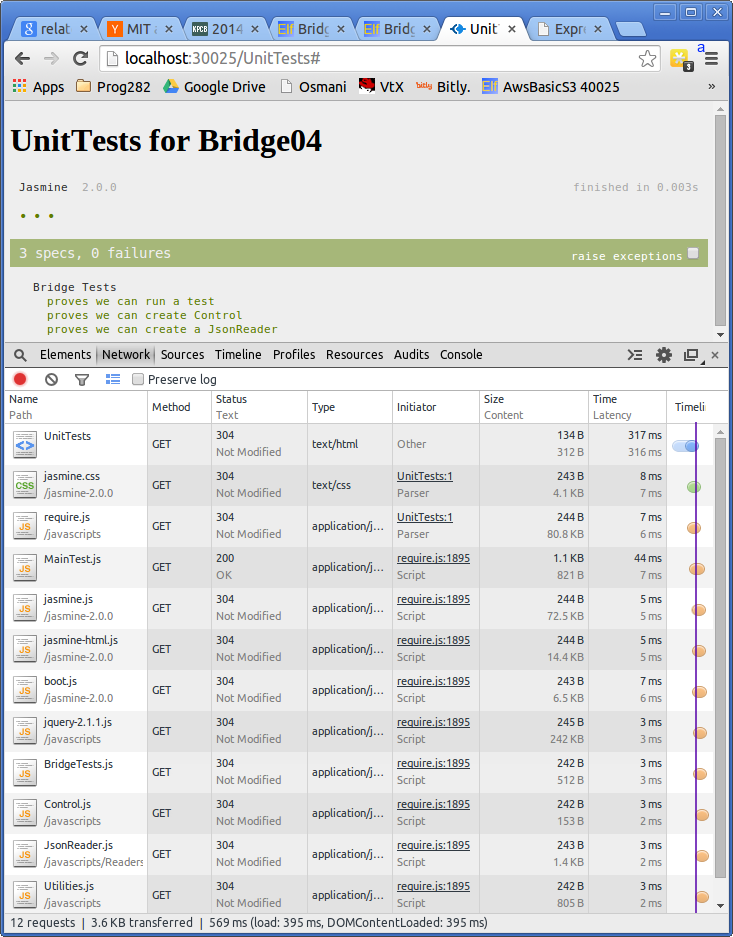 relat
MIT a
KPCB 2014
Elf Bridg
Elf Bridg
UnitT
Expre
localhost:30025/UnitTests#
3
a
Apps Prog282 Google Drive Osmani VtX bitly Bitly. Elf AwsBasicS3 40025 »
UnitTests for Bridge04
Jasmine 2.0.0 finished in 0.003s
• • •
3 specs, 0 failures raise exceptions
Bridge Tests
proves we can run a test
proves we can create Control
proves we can create a JsonReader
Elements Network Sources Timeline Profiles Resources Audits Console
Preserve log
Name Method Status Type Initiator Size Time Timeli
Path Text Content Latency
UnitTests GET 304 text/html Other 134 B 317 ms
Not Modified 312 B 316 ms
jasmine.css GET 304 text/css UnitTests:1 243 B 8 ms
/jasmine-2.0.0 Not Modified Parser 4.1 KB 7 ms
require.js GET 304 application/j... UnitTests:1 244 B 7 ms
/javascripts Not Modified Parser 80.8 KB 6 ms
MainTest.js GET 200 application/j... require.js:1895 1.1 KB 44 ms
OK Script 821 B 7 ms
jasmine.js GET 304 application/j... require.js:1895 244 B 5 ms
/jasmine-2.0.0 Not Modified Script 72.5 KB 5 ms
jasmine-html.js GET 304 application/j... require.js:1895 244 B 5 ms
/jasmine-2.0.0 Not Modified Script 14.4 KB 5 ms
boot.js GET 304 application/j... require.js:1895 243 B 7 ms
/jasmine-2.0.0 Not Modified Script 6.5 KB 6 ms
jquery-2.1.1.js GET 304 application/j... require.js:1895 245 B 3 ms
/javascripts Not Modified Script 242 KB 3 ms
BridgeTests.js GET 304 application/j... require.js:1895 242 B 3 ms
Not Modified Script 512 B 3 ms
Control.js GET 304 application/j... require.js:1895 242 B 3 ms
/javascripts Not Modified Script 153 B 2 ms
JsonReader.js GET 304 application/j... require.js:1895 243 B 3 ms
/javascripts/Readers Not Modified Script 1.4 KB 2 ms
Utilities.js GET 304 application/j... require.js:1895 242 B 3 ms
/javascripts Not Modified Script 805 B 2 ms
12 requests | 3.6 KB transferred | 569 ms (load: 395 ms, DOMContentLoaded: 395 ms)